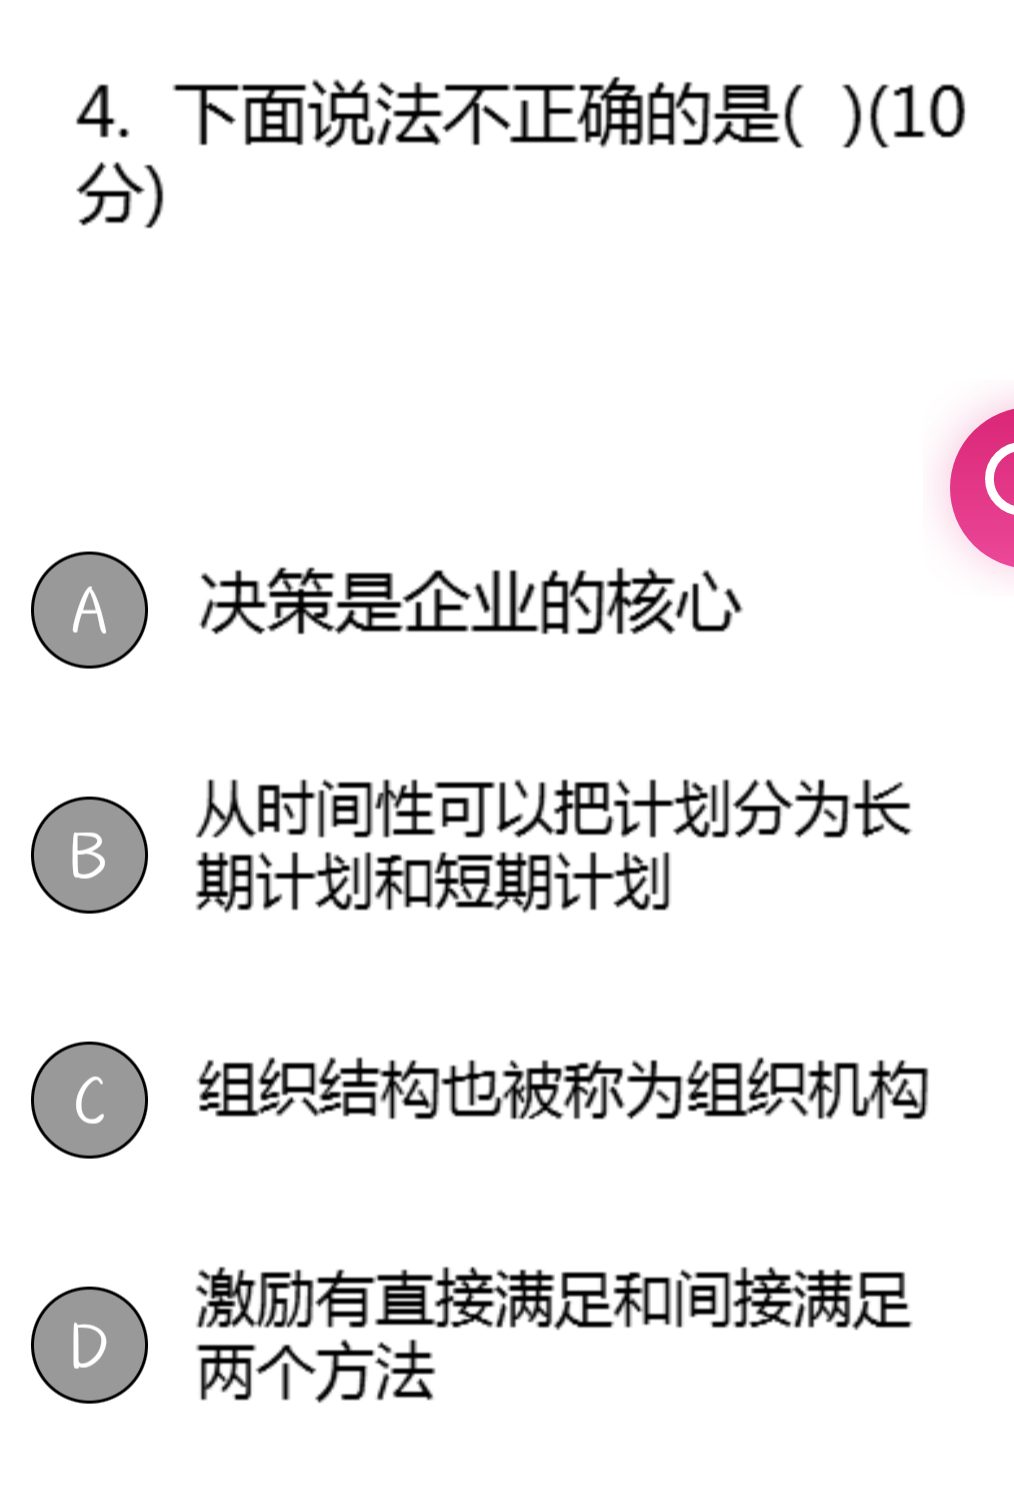 4. 下面说法不正确的是( )(10
分)
A 决策是企业的核心
B 从时间性可以把计划分为长
期计划和短期计划
C 组织结构也被称为组织机构
D 激励有直接满足和间接满足
两个方法